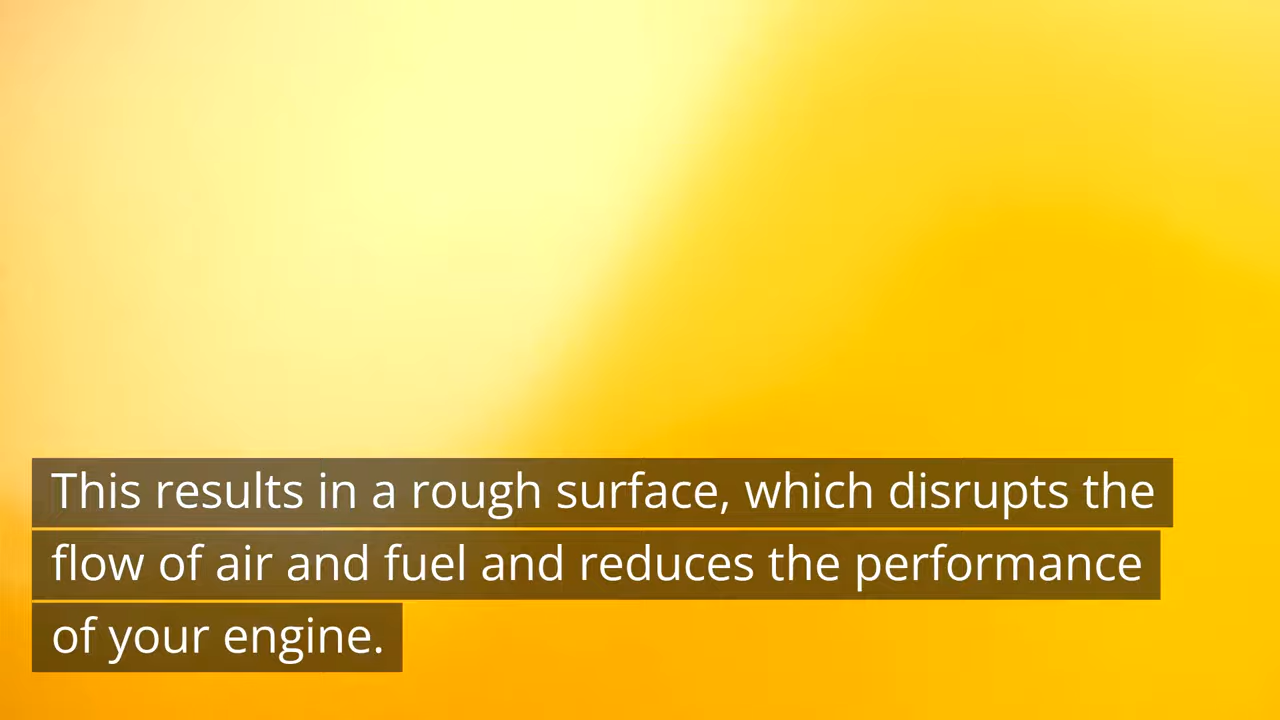 This results in a rough surface, which disrupts the
flow of air and fuel and reduces the performance
of your engine.